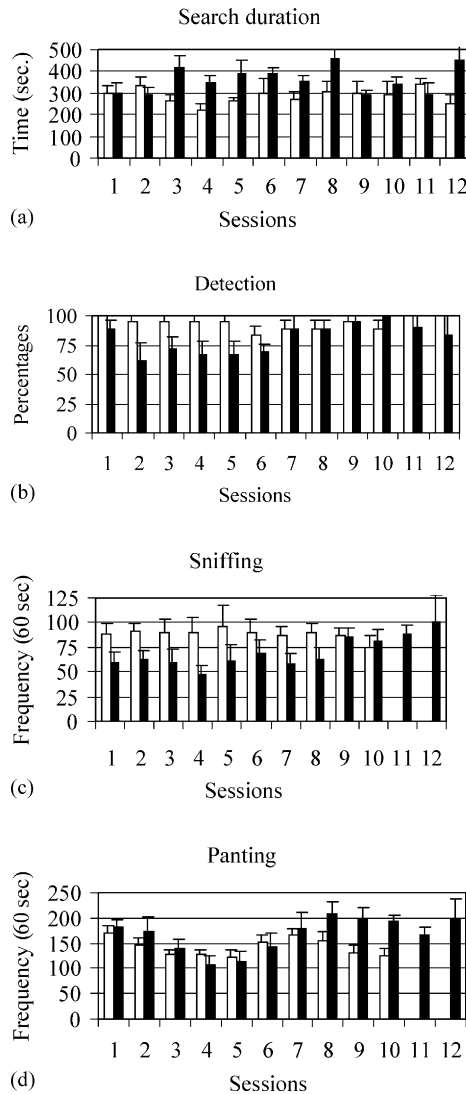 Search duration
Time (sec.)
500
400
300
200
100
0
1 2 3 4 5 6 7 8 9 10 11 12
(a)
Sessions
Detection
Percentages
100
75
50
25
0
1 2 3 4 5 6 7 8 9 10 11 12
(b)
Sessions
Sniffing
Frequency (60 sec)
125
100
75
50
25
0
1 2 3 4 5 6 7 8 9 10 11 12
(c)
Sessions
Panting
Frequency (60 sec)
250
200
150
100
50
0
1 2 3 4 5 6 7 8 9 10 11 12
(d)
Sessions